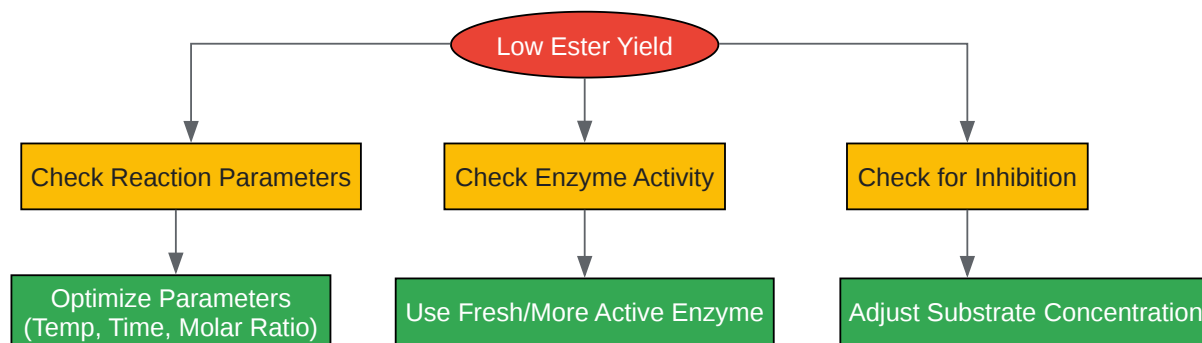 Low Ester Yield
Check Reaction Parameters
Check Enzyme Activity
Check for Inhibition
Optimize Parameters
(Temp, Time, Molar Ratio)
Use Fresh/More Active Enzyme
Adjust Substrate Concentration